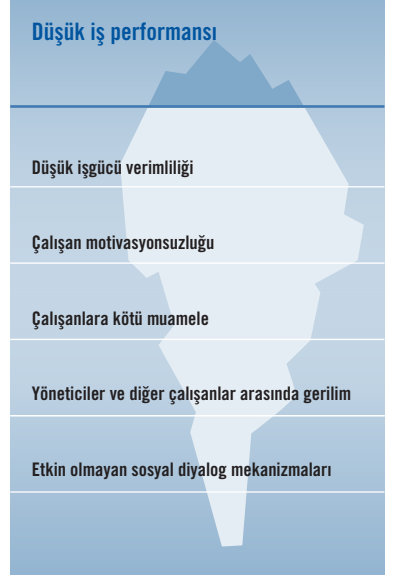 Düşük iş performansı
Düşük işgücü verimliliği
Çalışan motivasyonsuzluğu
Çalışanlara kötü muamele
Yöneticiler ve diğer çalışanlar arasında gerilim
Etkin olmayan sosyal diyalog mekanizmaları